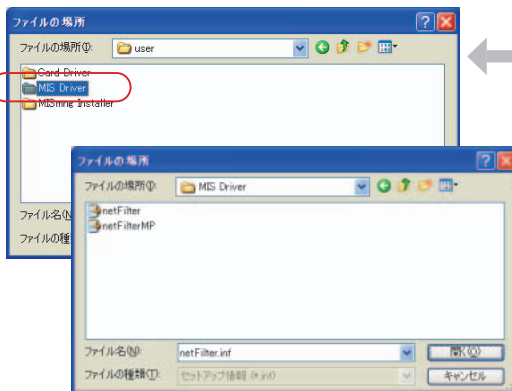 ファイルの場所
ファイルの場所(I): user
Card Driver
MIS Driver
MISmng Installer
ファイル名(N
ファイルの種
ファイルの場所
ファイルの場所(I): MIS Driver
netFilter
netFilterMP
ファイル名(N): netFilter.inf 開く(O)
ファイルの種類(T): セットアップ情報 (*.inf) キャンセル